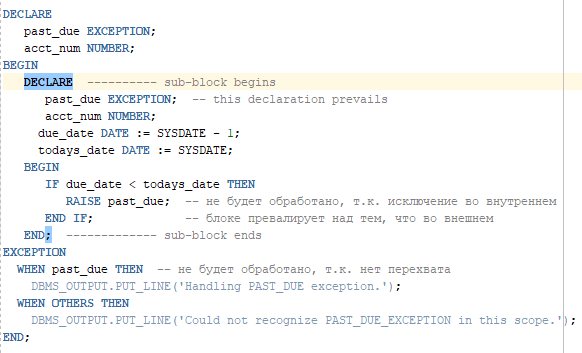 DECLARE
past_due EXCEPTION;
acct_num NUMBER;
BEGIN
DECLARE ---------- sub-block begins
past_due EXCEPTION; -- this declaration prevails
acct_num NUMBER;
due_date DATE := SYSDATE - 1;
todays_date DATE := SYSDATE;
BEGIN
IF due_date < todays_date THEN
RAISE past_due; -- не будет обработано, т.к. исключение во внутреннем
END IF; -- блоке превалирует над тем, что во внешнем
END; ------------- sub-block ends
EXCEPTION
WHEN past_due THEN -- не будет обработано, т.к. нет перехвата
DBMS_OUTPUT.PUT_LINE('Handling PAST_DUE exception.');
WHEN OTHERS THEN
DBMS_OUTPUT.PUT_LINE('Could not recognize PAST_DUE_EXCEPTION in this scope.');
END;